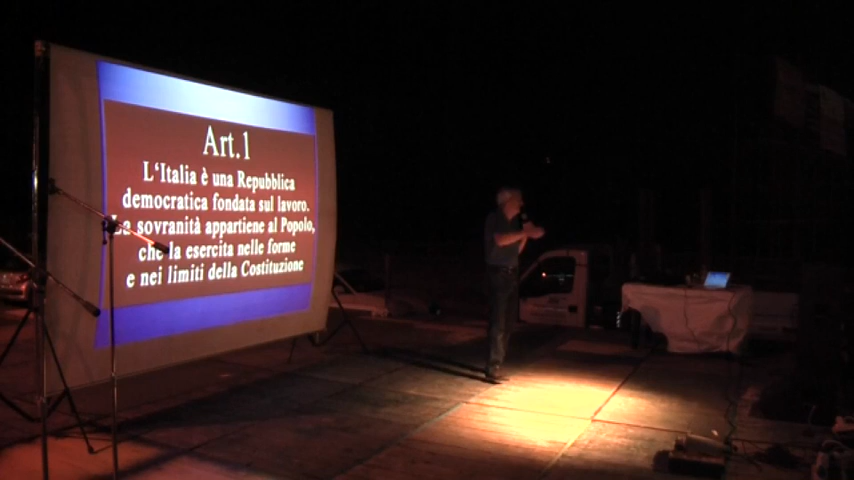 Art.1
L'Italia è una Repubblica
democratica fondata sul lavoro.
La sovranità appartiene al Popolo,
che la esercita nelle forme
e nei limiti della Costituzione